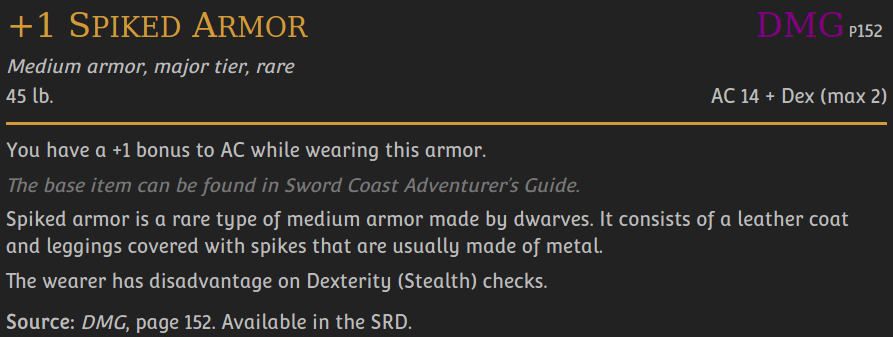 +1 Spiked Armor DMG p152
Medium armor, major tier, rare
45 lb. AC 14 + Dex (max 2)
You have a +1 bonus to AC while wearing this armor.
The base item can be found in Sword Coast Adventurer's Guide.
Spiked armor is a rare type of medium armor made by dwarves. It consists of a leather coat
and leggings covered with spikes that are usually made of metal.
The wearer has disadvantage on Dexterity (Stealth) checks.
Source: DMG, page 152. Available in the SRD.